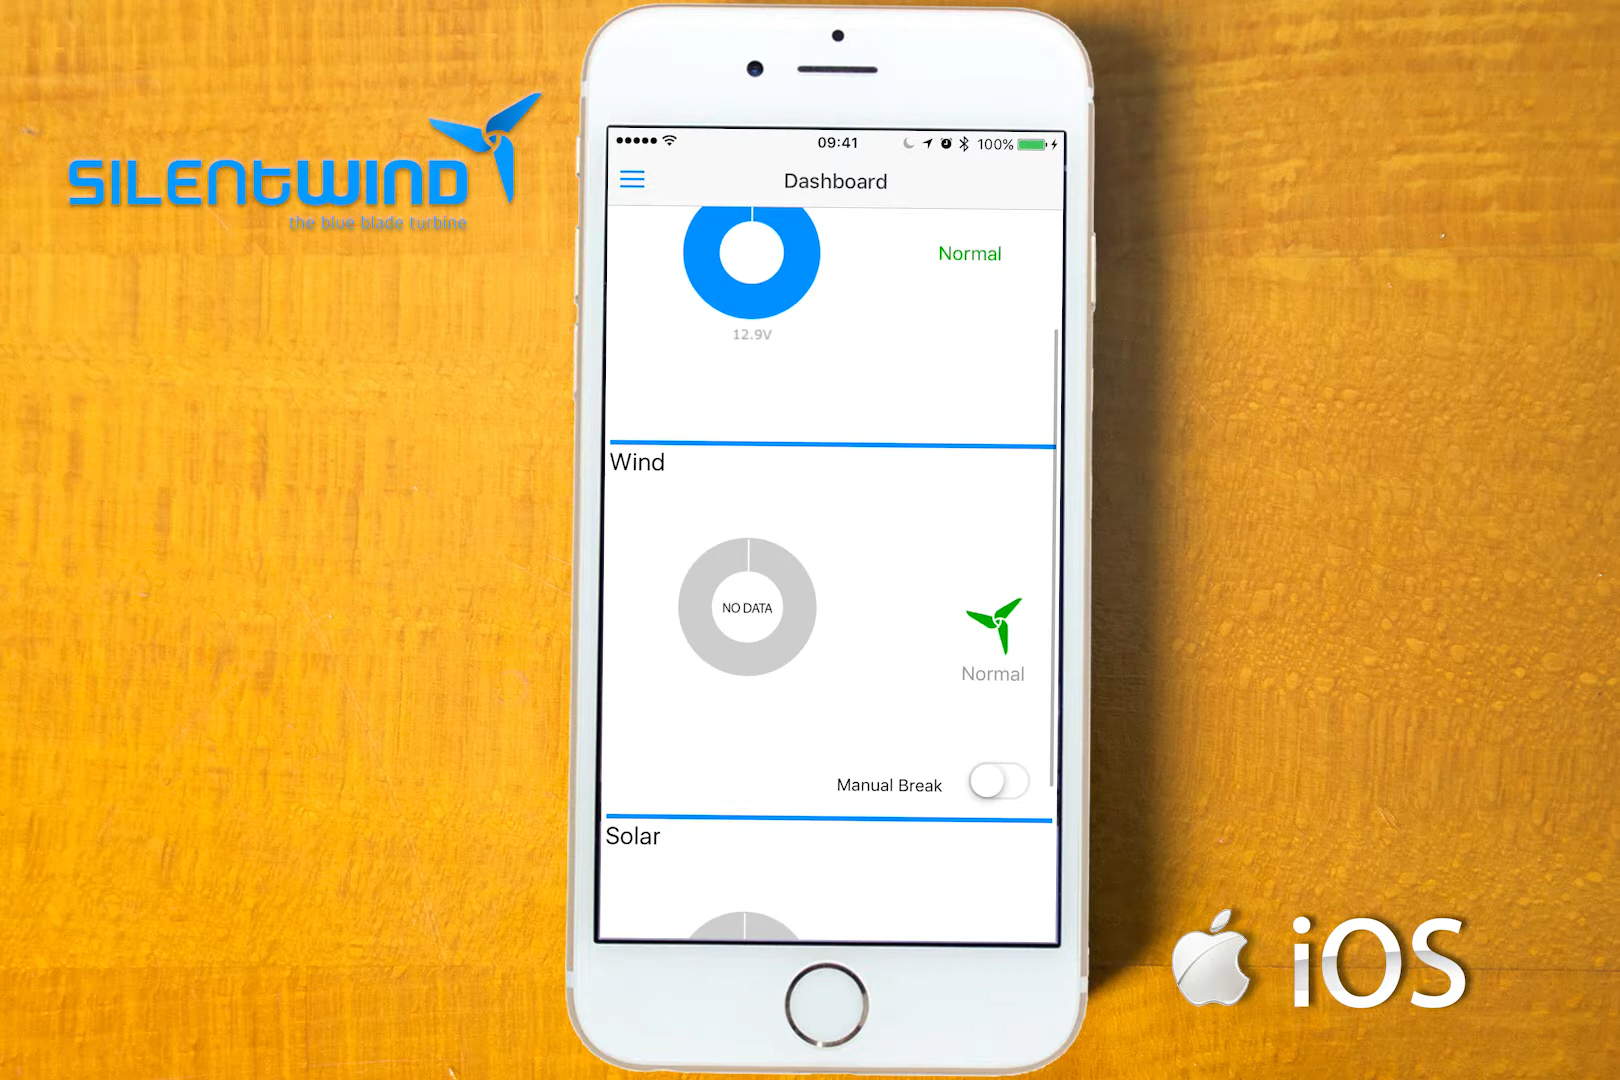 SILENTWIND
the blue blade turbine
09:41
100%
Dashboard
Normal
12.9V
Wind
NO DATA
Normal
Manual Break
Solar
iOS